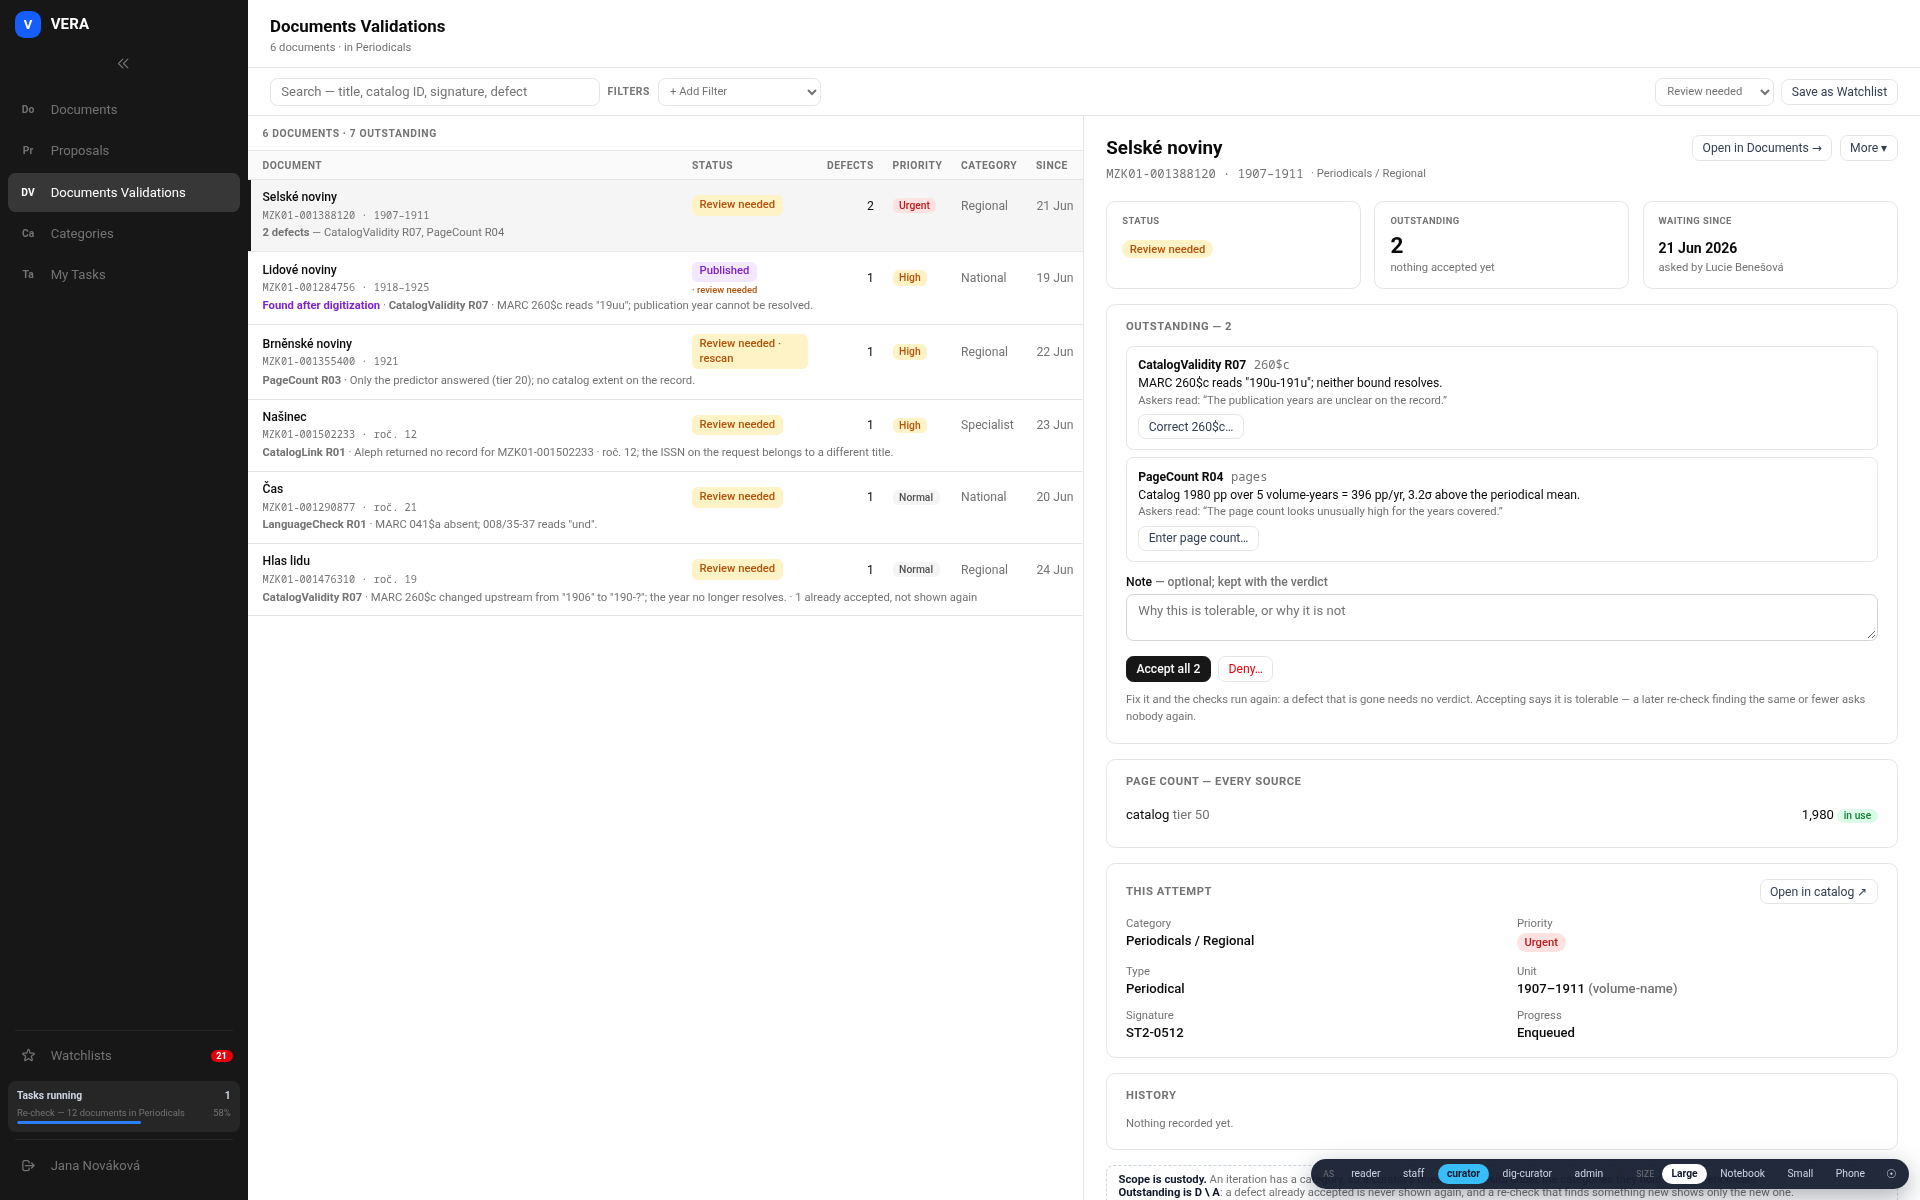 V VERA
Do Documents
Pr Proposals
DV Documents Validations
Ca Categories
Ta My Tasks
Watchlists 21
Tasks running 1
Re-check — 12 documents in Periodicals 58%
Jana Nováková
Documents Validations
6 documents · in Periodicals
Search — title, catalog ID, signature, defect FILTERS + Add Filter Review needed Save as Watchlist
6 DOCUMENTS · 7 OUTSTANDING
DOCUMENT STATUS DEFECTS PRIORITY CATEGORY SINCE
Selské noviny
MZK01-001388120 · 1907–1911
2 defects — CatalogValidity R07, PageCount R04
Review needed 2 Urgent Regional 21 Jun
Lidové noviny
MZK01-001284756 · 1918–1925
Published
· review needed
1 High National 19 Jun
Found after digitization · CatalogValidity R07 · MARC 260$c reads "19uu"; publication year cannot be resolved.
Brněnské noviny
MZK01-001355400 · 1921
Review needed ·
rescan
1 High Regional 22 Jun
PageCount R03 · Only the predictor answered (tier 20); no catalog extent on the record.
Našinec
MZK01-001502233 · roč. 12
Review needed 1 High Specialist 23 Jun
CatalogLink R01 · Aleph returned no record for MZK01-001502233 · roč. 12; the ISSN on the request belongs to a different title.
Čas
MZK01-001290877 · roč. 21
Review needed 1 Normal National 20 Jun
LanguageCheck R01 · MARC 041$a absent; 008/35-37 reads "und".
Hlas lidu
MZK01-001476310 · roč. 19
Review needed 1 Normal Regional 24 Jun
CatalogValidity R07 · MARC 260$c changed upstream from "1906" to "190-?"; the year no longer resolves. · 1 already accepted, not shown again
Selské noviny
Open in Documents → More ▾
MZK01-001388120 · 1907–1911 · Periodicals / Regional
STATUS
Review needed
OUTSTANDING
2
nothing accepted yet
WAITING SINCE
21 Jun 2026
asked by Lucie Benešová
OUTSTANDING — 2
CatalogValidity R07 260$c
MARC 260$c reads "190u-191u"; neither bound resolves.
Askers read: “The publication years are unclear on the record.”
Correct 260$c…
PageCount R04 pages
Catalog 1980 pp over 5 volume-years = 396 pp/yr, 3.2σ above the periodical mean.
Askers read: “The page count looks unusually high for the years covered.”
Enter page count…
Note — optional; kept with the verdict
Why this is tolerable, or why it is not
Accept all 2 Deny…
Fix it and the checks run again: a defect that is gone needs no verdict. Accepting says it is tolerable — a later re-check finding the same or fewer asks
nobody again.
PAGE COUNT — EVERY SOURCE
catalog tier 50 1,980 in use
THIS ATTEMPT Open in catalog ↗
Category Priority
Periodicals / Regional Urgent
Type Unit
Periodical 1907–1911 (volume-name)
Signature Progress
ST2-0512 Enqueued
HISTORY
Nothing recorded yet.
Scope is custody. An iteration has a
Outstanding is D \ A: a defect already accepted is never shown again, and a re-check that finds something new shows only the new one.
AS reader staff curator dig-curator admin SIZE Large Notebook Small Phone